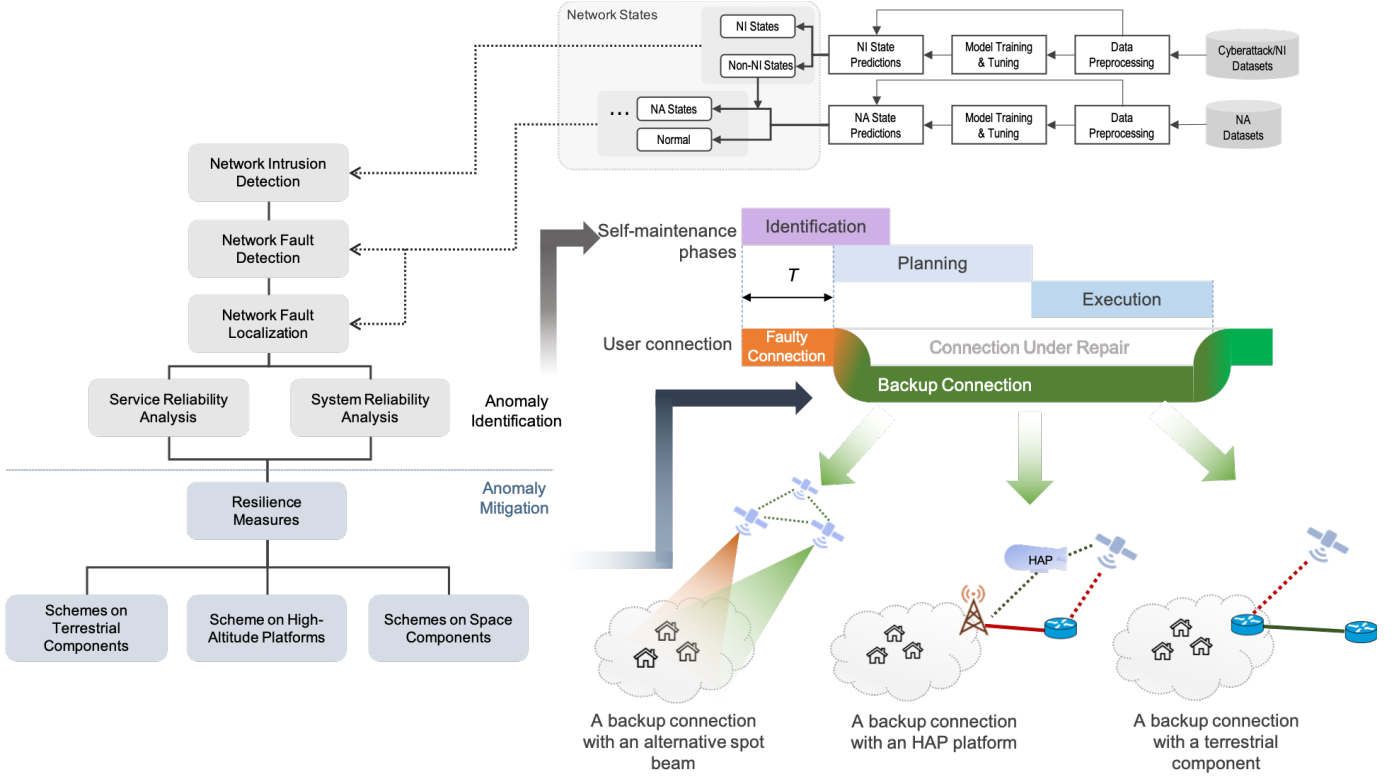 Network States
NI States
Non-NI States
NI State
Predictions
Model Training
& Tuning
Data
Preprocessing
Cyberattack/NI
Datasets
...
NA States
Normal
NA State
Predictions
Model Training
& Tuning
Data
Preprocessing
NA
Datasets
Network Intrusion
Detection
Network Fault
Detection
Network Fault
Localization
Service Reliability
Analysis
System Reliability
Analysis
Anomaly
Identification
Anomaly
Mitigation
Resilience
Measures
Schemes on
Terrestrial
Components
Scheme on High-
Altitude Platforms
Schemes on Space
Components
Self-maintenance
phases
Identification
Planning
T
Execution
User connection
Faulty
Connection
Connection Under Repair
Backup Connection
HAP
A backup connection
with an alternative spot
beam
A backup connection
with an HAP platform
A backup connection
with a terrestrial
component